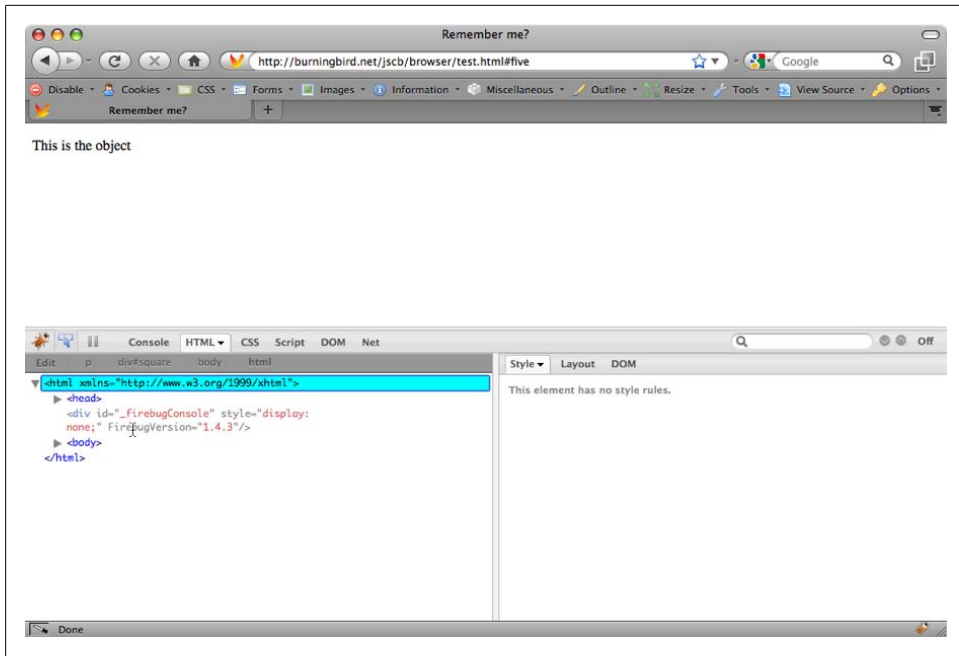 Remember me?
http://burningbird.net/jscb/browser/test.html#five
Google
Disable Cookies CSS Forms Images Information Miscellaneous Outline Resize Tools View Source Options
Remember me? +
This is the object
Console HTML CSS Script DOM Net Off
Edit p div#square body html
Style Layout DOM
<html xmlns="http://www.w3.org/1999/xhtml">
This element has no style rules.
<head>
<div id="_firebugConsole" style="display:
none;" FirebugVersion="1.4.3"/>
<body>
</html>
Done